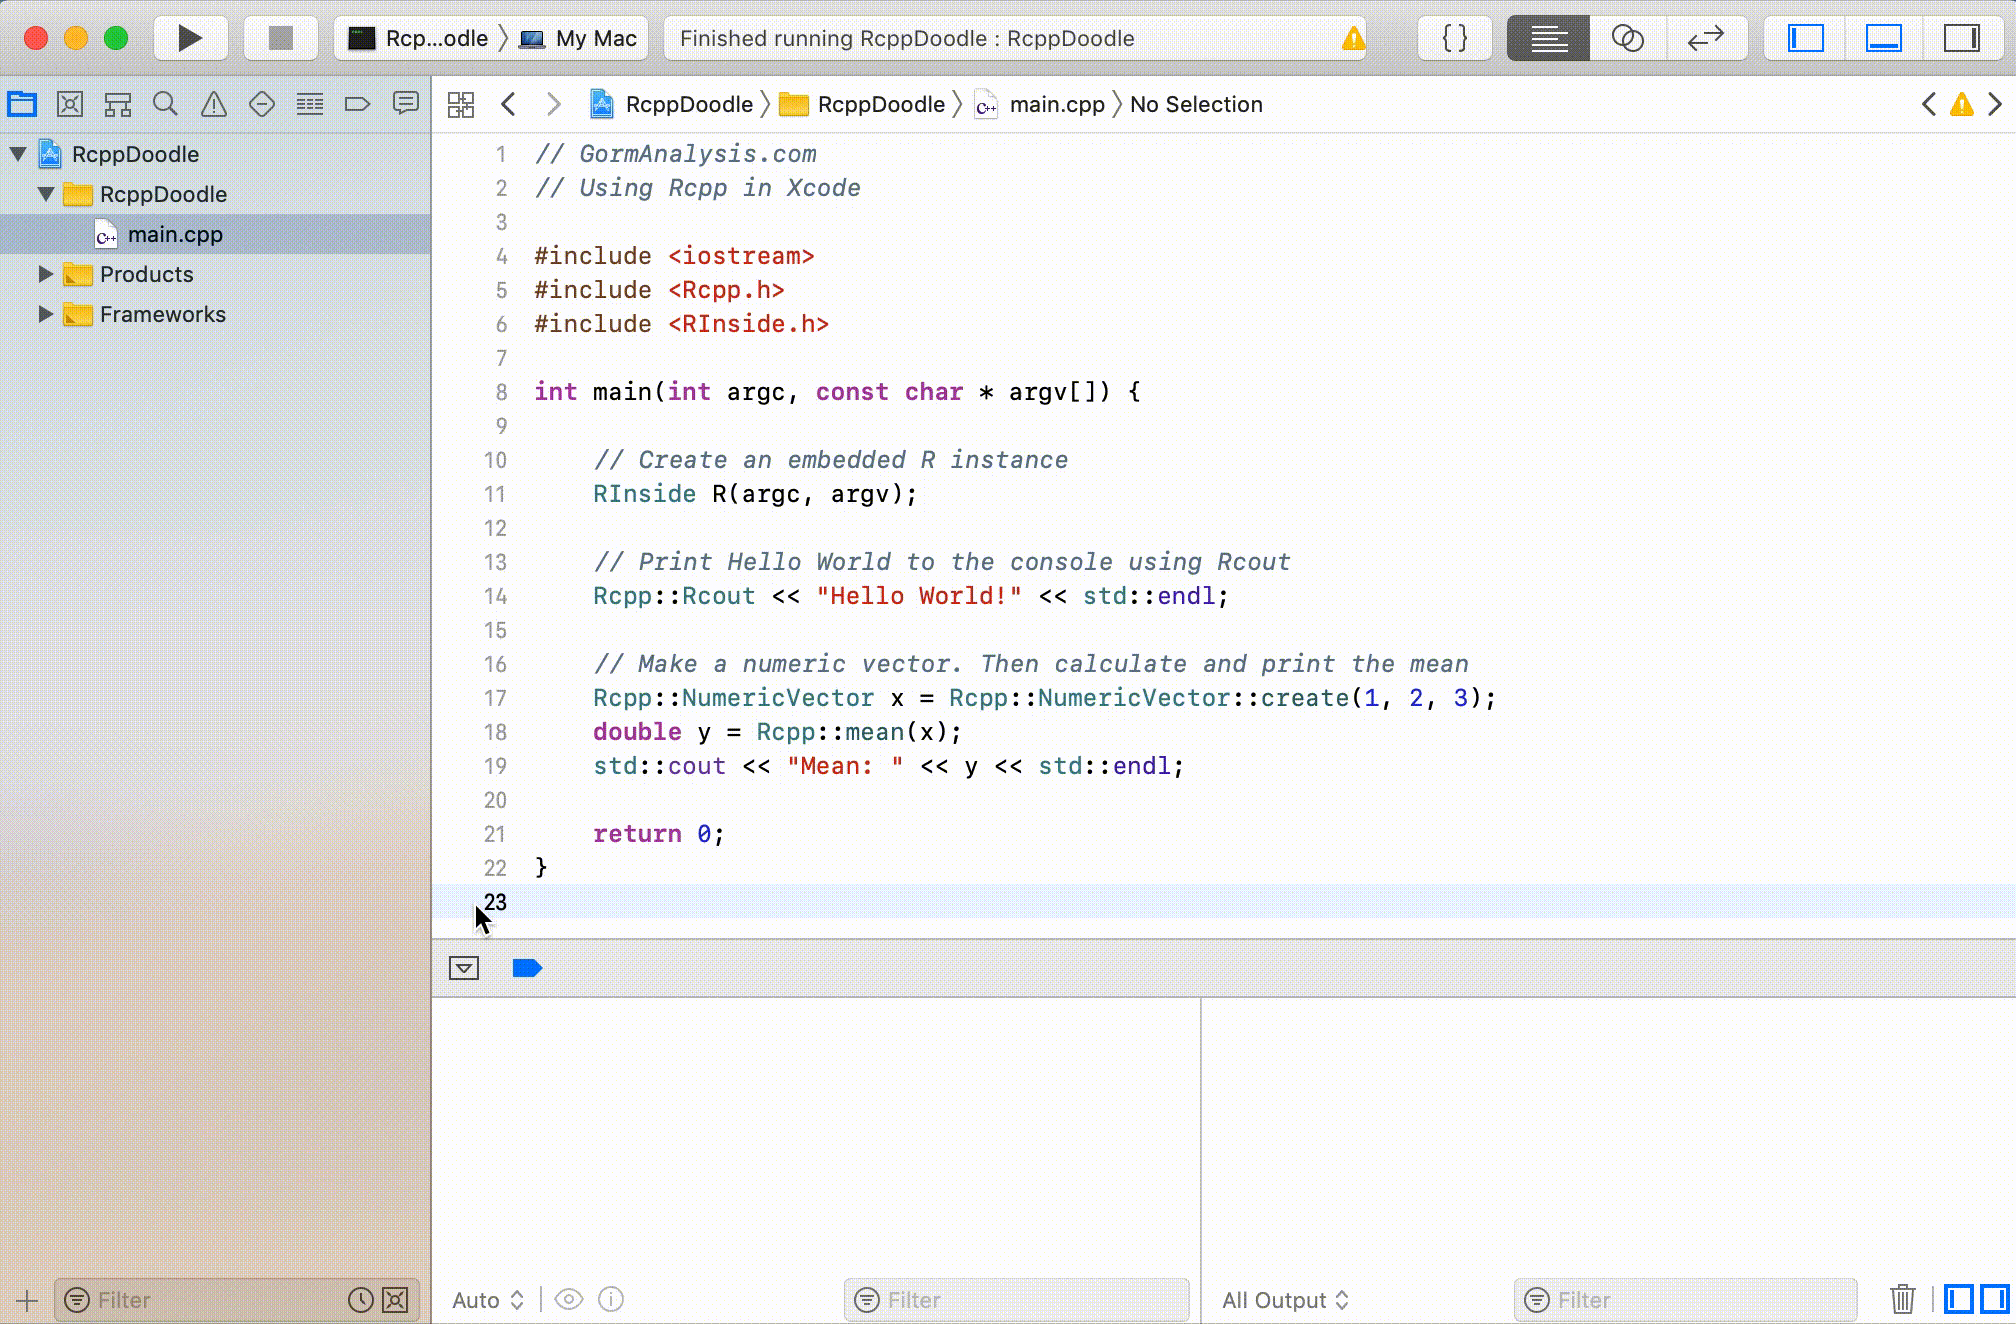 Rcp...odle 〉 My Mac
Finished running RcppDoodle : RcppDoodle
{ }
RcppDoodle 〉 RcppDoodle 〉 main.cpp 〉 No Selection
RcppDoodle
RcppDoodle
C++ main.cpp
Products
Frameworks
1 // GormAnalysis.com
2 // Using Rcpp in Xcode
3
4 #include <iostream>
5 #include <Rcpp.h>
6 #include <RInside.h>
7
8 int main(int argc, const char * argv[]) {
9
10     // Create an embedded R instance
11     RInside R(argc, argv);
12
13     // Print Hello World to the console using Rcout
14     Rcpp::Rcout << "Hello World!" << std::endl;
15
16     // Make a numeric vector. Then calculate and print the mean
17     Rcpp::NumericVector x = Rcpp::NumericVector::create(1, 2, 3);
18     double y = Rcpp::mean(x);
19     std::cout << "Mean: " << y << std::endl;
20
21     return 0;
22 }
23
Filter
Auto
Filter
All Output
Filter